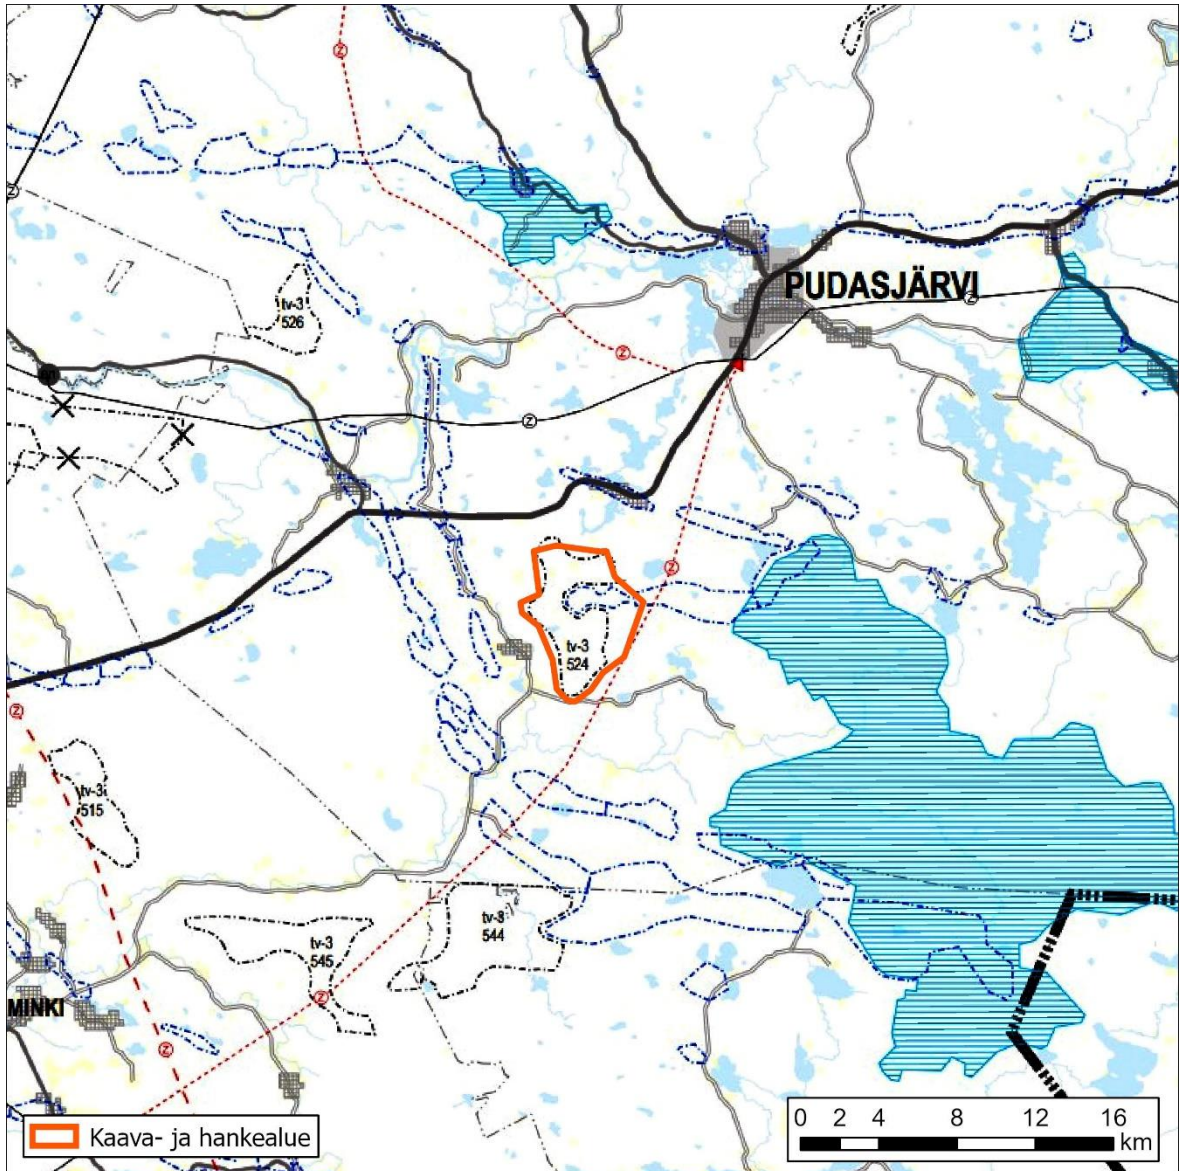 Z
Z
tv-3
526
PUDASJÄRVI
Z
Z
Z
Z
tv-3
524
Z
tv-3
515
tv-3
544
tv-3
545
Z
MINKI
Z
Kaava- ja hankealue
0 2 4 8 12 16
km